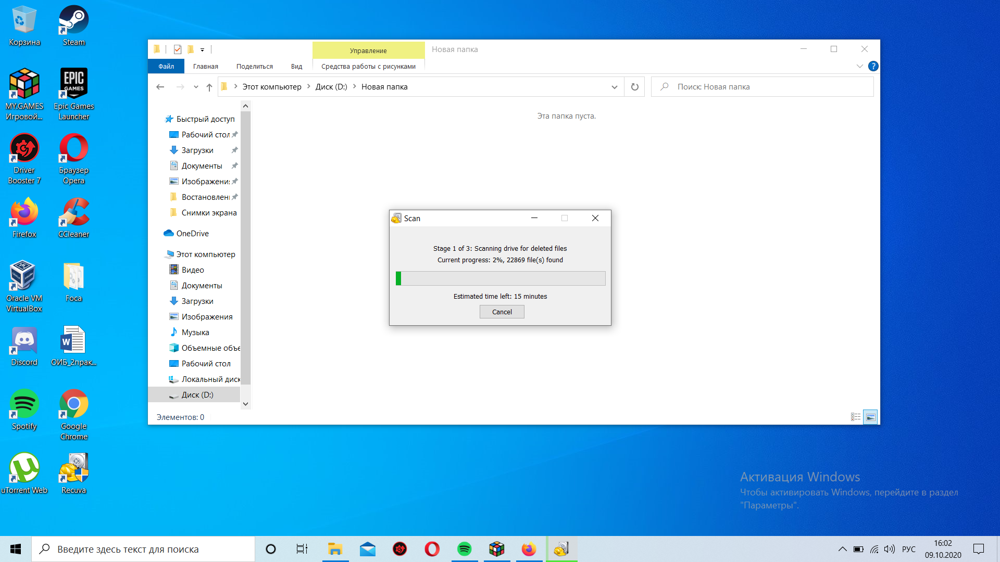 Корзина
Steam
MY.GAMES
Игровой...
EPIC
GAMES
Epic Games
Launcher
Driver
Booster 7
Браузер
Opera
Firefox
CCleaner
Oracle VM
VirtualBox
Foca
Discord
ОИБ_2прак...
Spotify
Google
Chrome
uTorrent Web
Recuva
Управление
Новая папка
Файл
Главная
Поделиться
Вид
Средства работы с рисунками
Этот компьютер
Диск (D:)
Новая папка
Поиск: Новая папка
Быстрый доступ
Рабочий стол
Загрузки
Документы
Изображени
Востановлен
Снимки экрана
OneDrive
Этот компьютер
Видео
Документы
Загрузки
Изображения
Музыка
Объемные объе
Рабочий стол
Локальный диск
Диск (D:)
Эта папка пуста.
Scan
Stage 1 of 3: Scanning drive for deleted files
Current progress: 2%, 22869 file(s) found
Estimated time left: 15 minutes
Cancel
Элементов: 0
Активация Windows
Чтобы активировать Windows, перейдите в раздел
"Параметры".
Введите здесь текст для поиска
РУС
16:02
09.10.2020